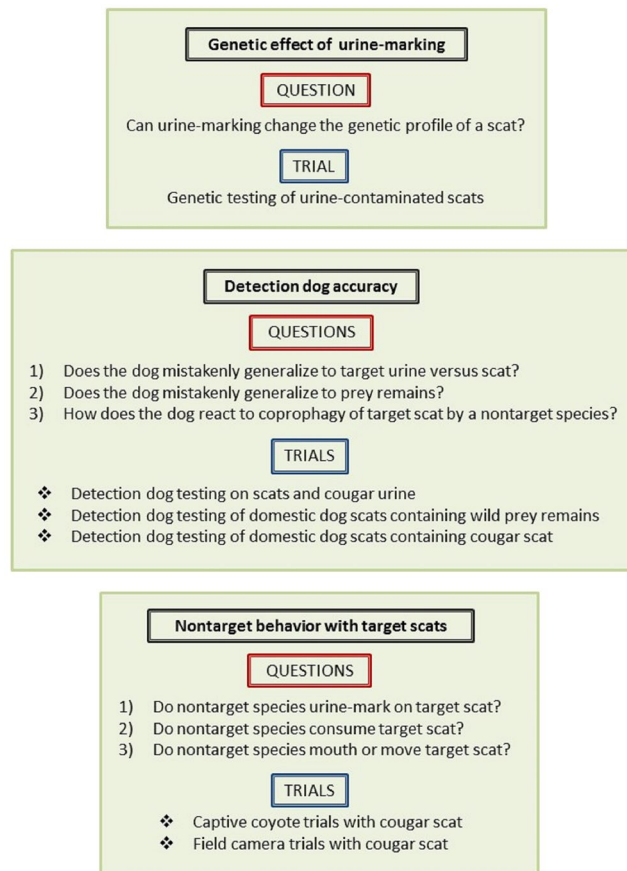 Genetic effect of urine-marking
QUESTION
Can urine-marking change the genetic profile of a scat?
TRIAL
Genetic testing of urine-contaminated scats
Detection dog accuracy
QUESTIONS
1) Does the dog mistakenly generalize to target urine versus scat?
2) Does the dog mistakenly generalize to prey remains?
3) How does the dog react to coprophagy of target scat by a nontarget species?
TRIALS
❖ Detection dog testing on scats and cougar urine
❖ Detection dog testing of domestic dog scats containing wild prey remains
❖ Detection dog testing of domestic dog scats containing cougar scat
Nontarget behavior with target scats
QUESTIONS
1) Do nontarget species urine-mark on target scat?
2) Do nontarget species consume target scat?
3) Do nontarget species mouth or move target scat?
TRIALS
❖ Captive coyote trials with cougar scat
❖ Field camera trials with cougar scat